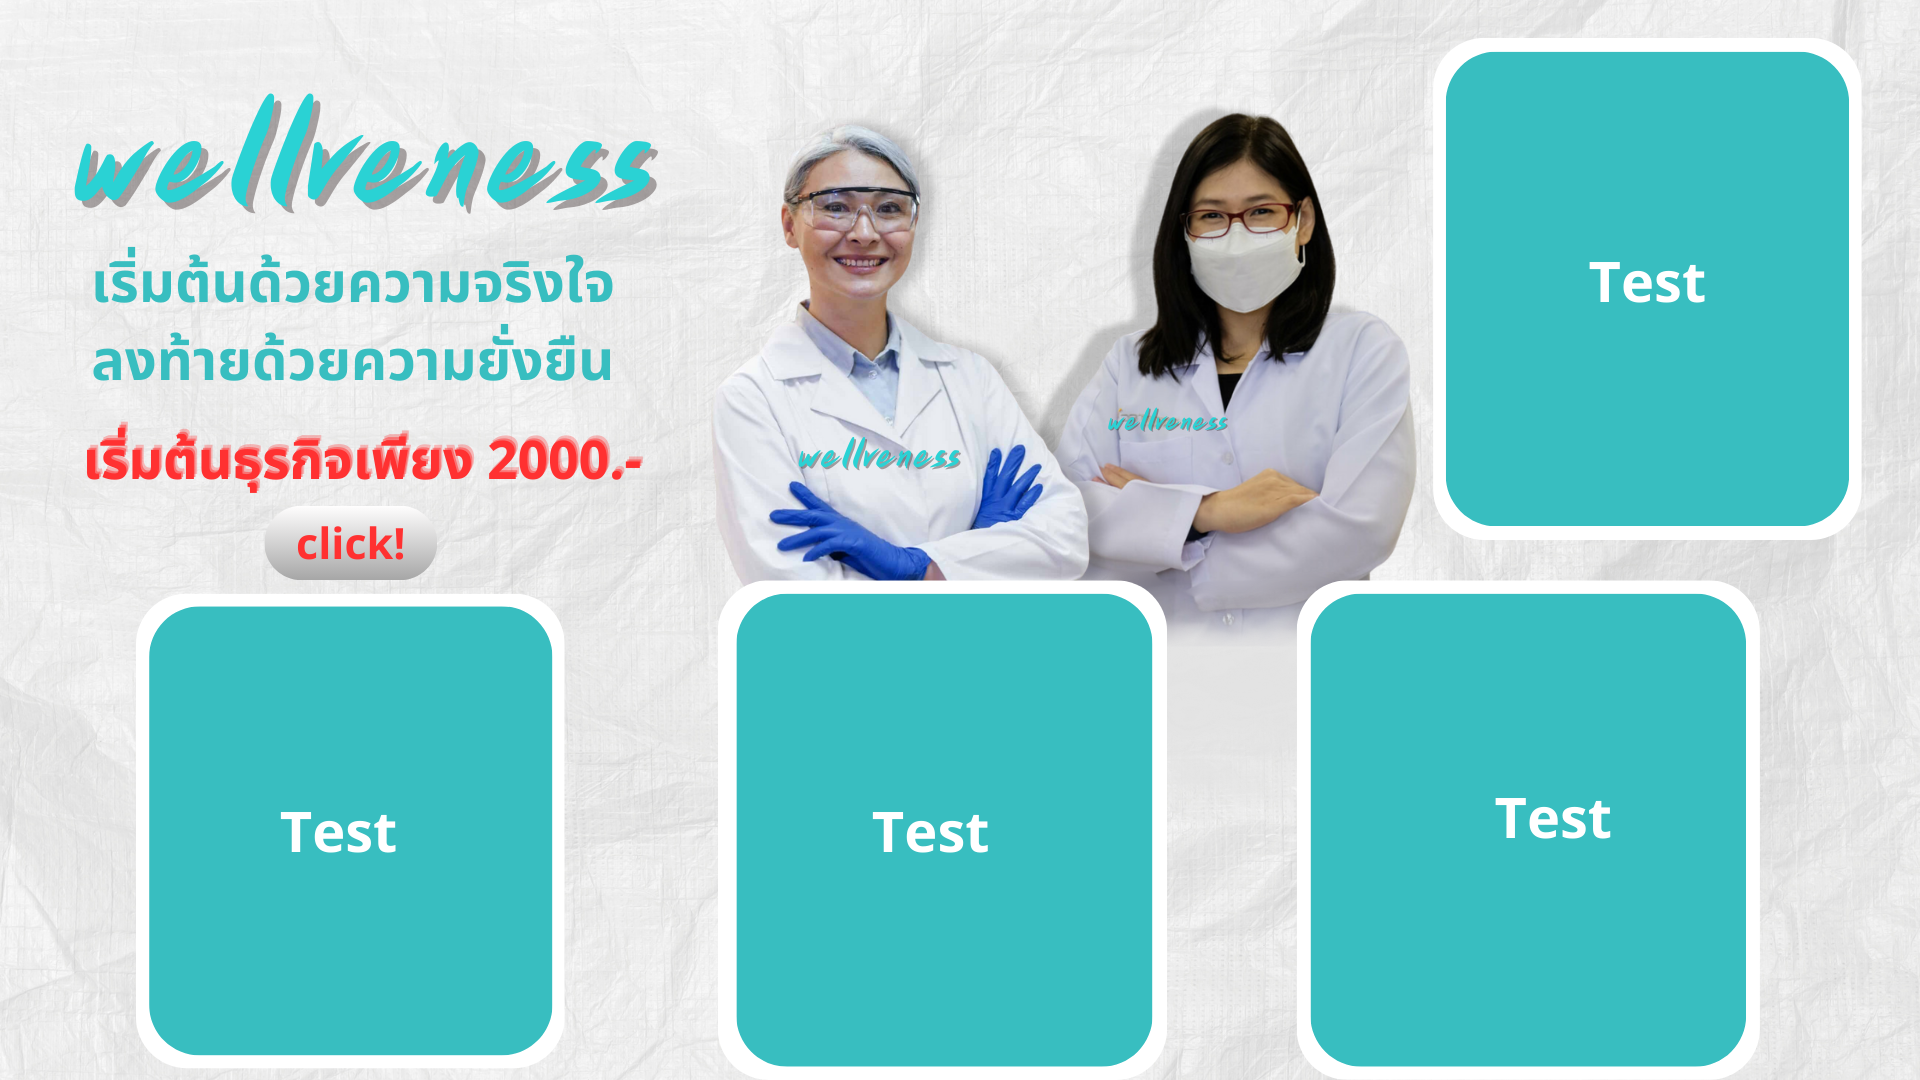 wellveness
เริ่มต้นด้วยความจริงใจ
ลงท้ายด้วยความยั่งยืน
เริ่มต้นธุรกิจเพียง 2000.-
click!
wellveness
wellveness
Test
Test
Test
Test